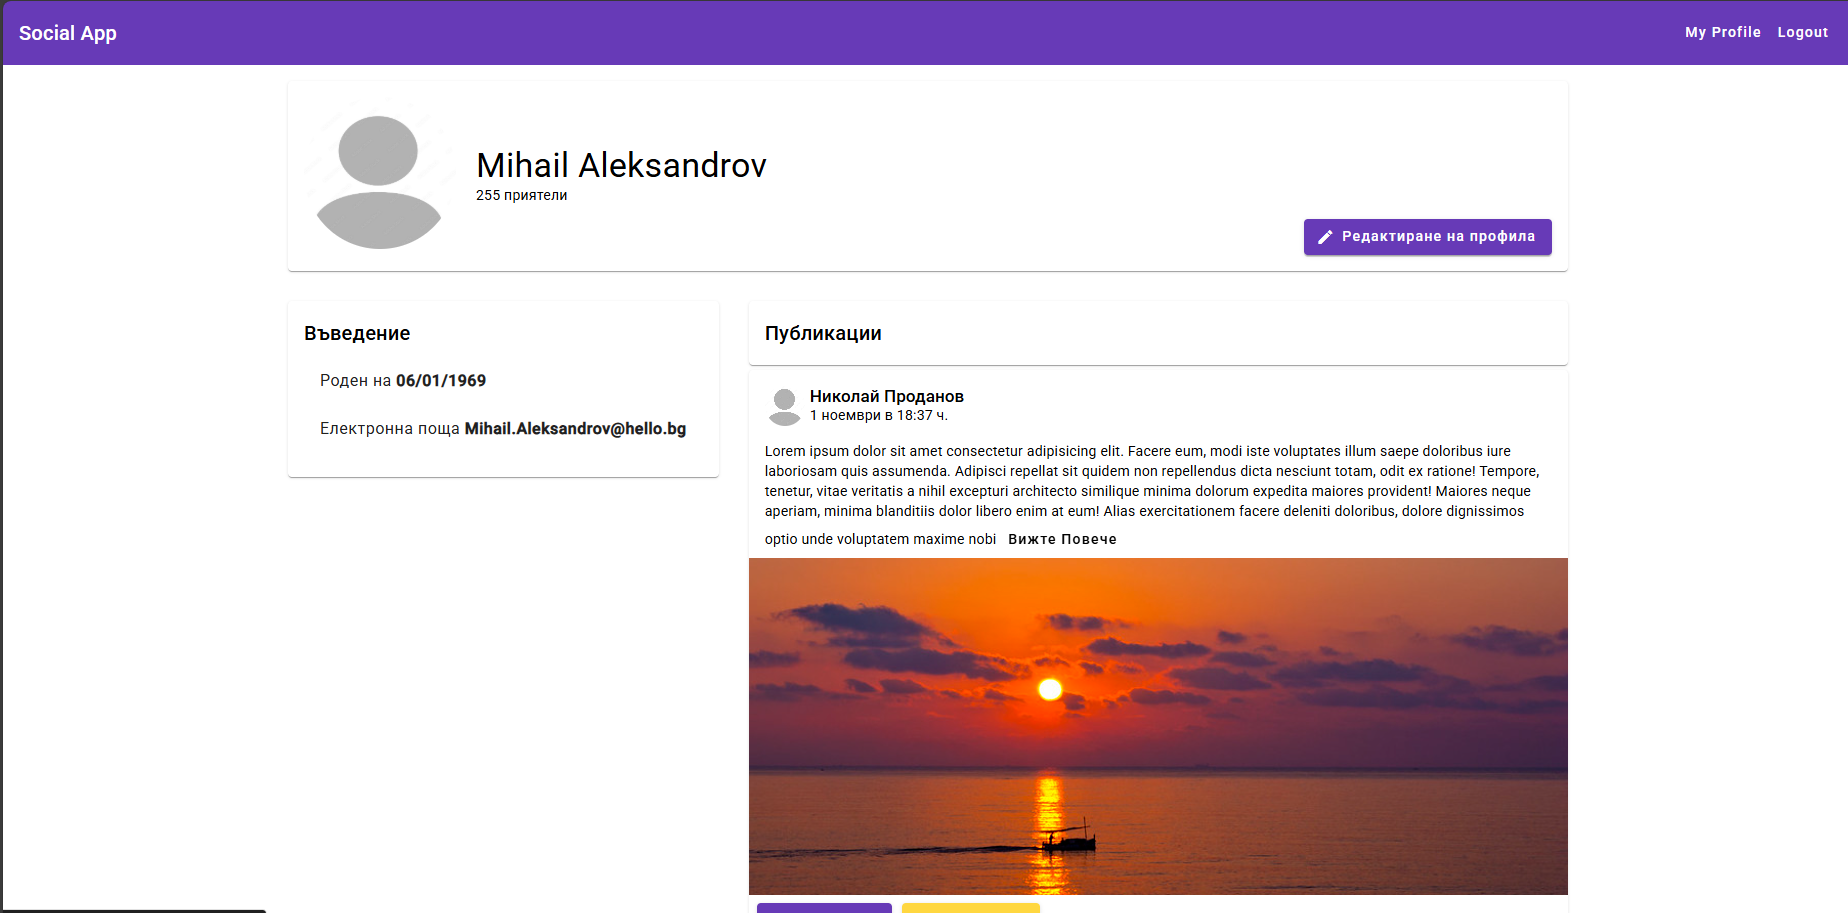 Social App
My Profile Logout
Mihail Aleksandrov
255 приятели
Редактиране на профила
Въведение
Роден на 06/01/1969
Електронна поща Mihail.Aleksandrov@hello.bg
Публикации
Николай Проданов
1 ноември в 18:37 ч.
Lorem ipsum dolor sit amet consectetur adipisicing elit. Facere eum, modi iste voluptates illum saepe doloribus iure
laboriosam quis assumenda. Adipisci repellat sit quidem non repellendus dicta nesciunt totam, odit ex ratione! Tempore,
tenetur, vitae veritatis a nihil excepturi architecto similique minima dolorum expedita maiores provident! Maiores neque
aperiam, minima blanditiis dolor libero enim at eum! Alias exercitationem facere deleniti doloribus, dolore dignissimos
optio unde voluptatem maxime nobi Вижте Повече